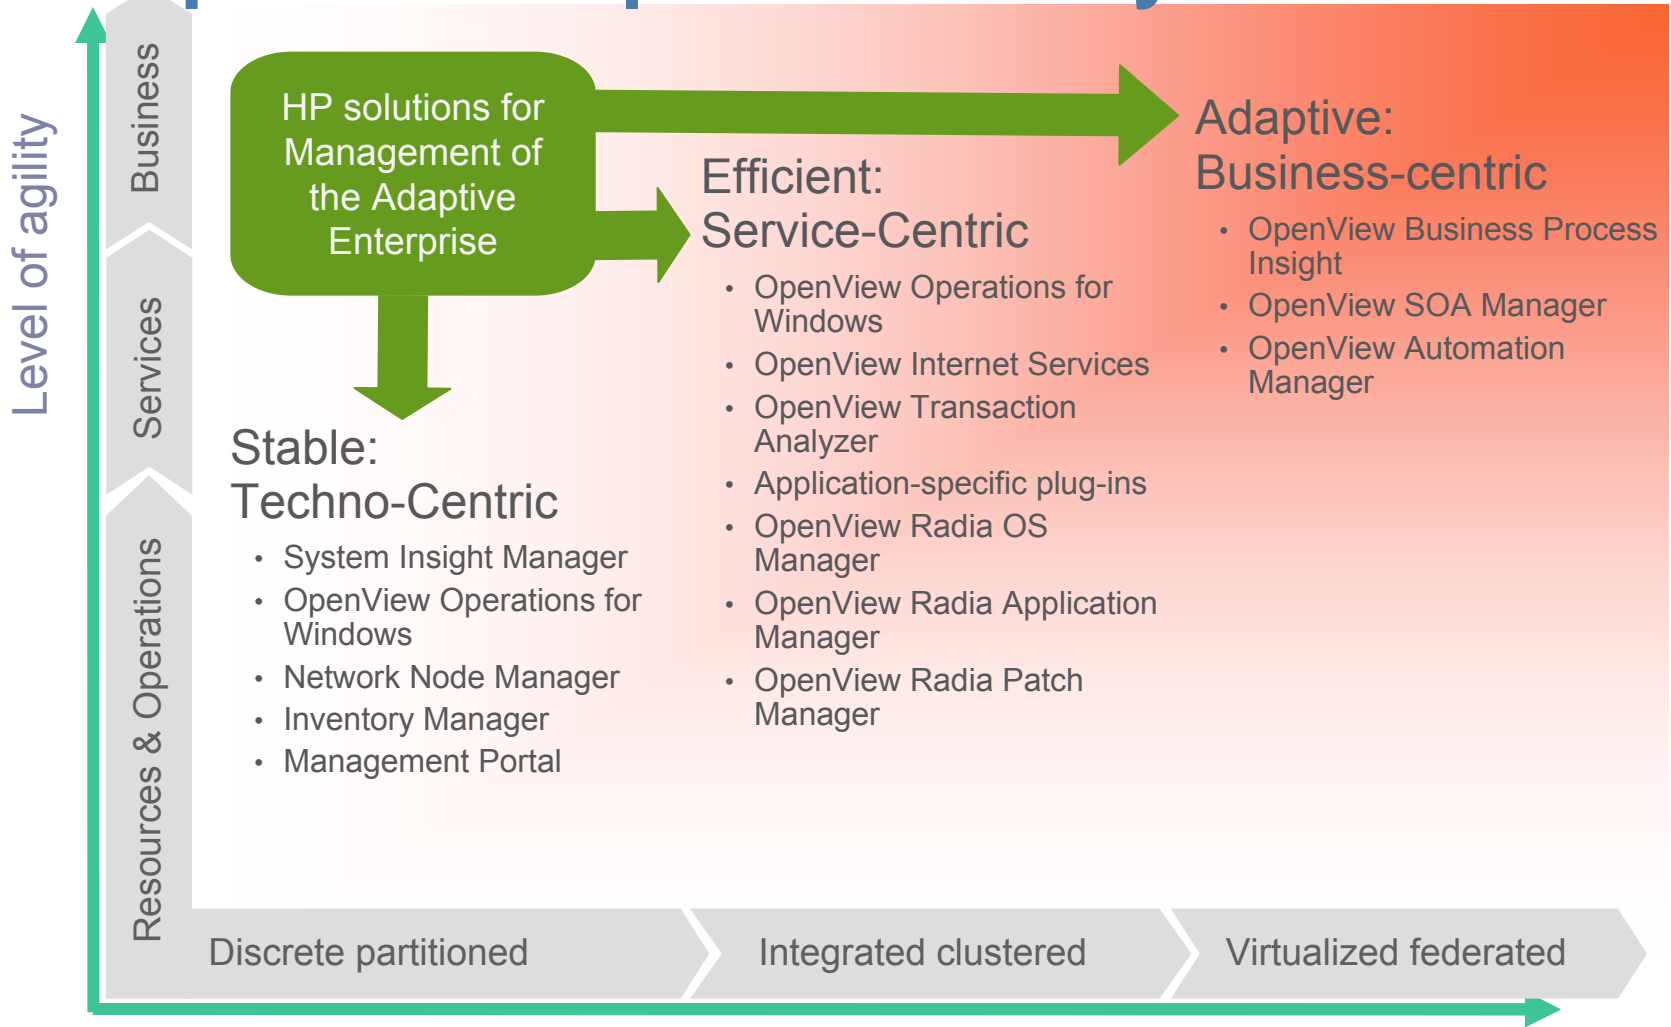 Level of agility
Business
Services
Resources & Operations
HP solutions for
Management of
the Adaptive
Enterprise
Stable:
Techno-Centric
• System Insight Manager
• OpenView Operations for
Windows
• Network Node Manager
• Inventory Manager
• Management Portal
Efficient:
Service-Centric
• OpenView Operations for
Windows
• OpenView Internet Services
• OpenView Transaction
Analyzer
• Application-specific plug-ins
• OpenView Radia OS
Manager
• OpenView Radia Application
Manager
• OpenView Radia Patch
Manager
Adaptive:
Business-centric
• OpenView Business Process
Insight
• OpenView SOA Manager
• OpenView Automation
Manager
Discrete partitioned
Integrated clustered
Virtualized federated